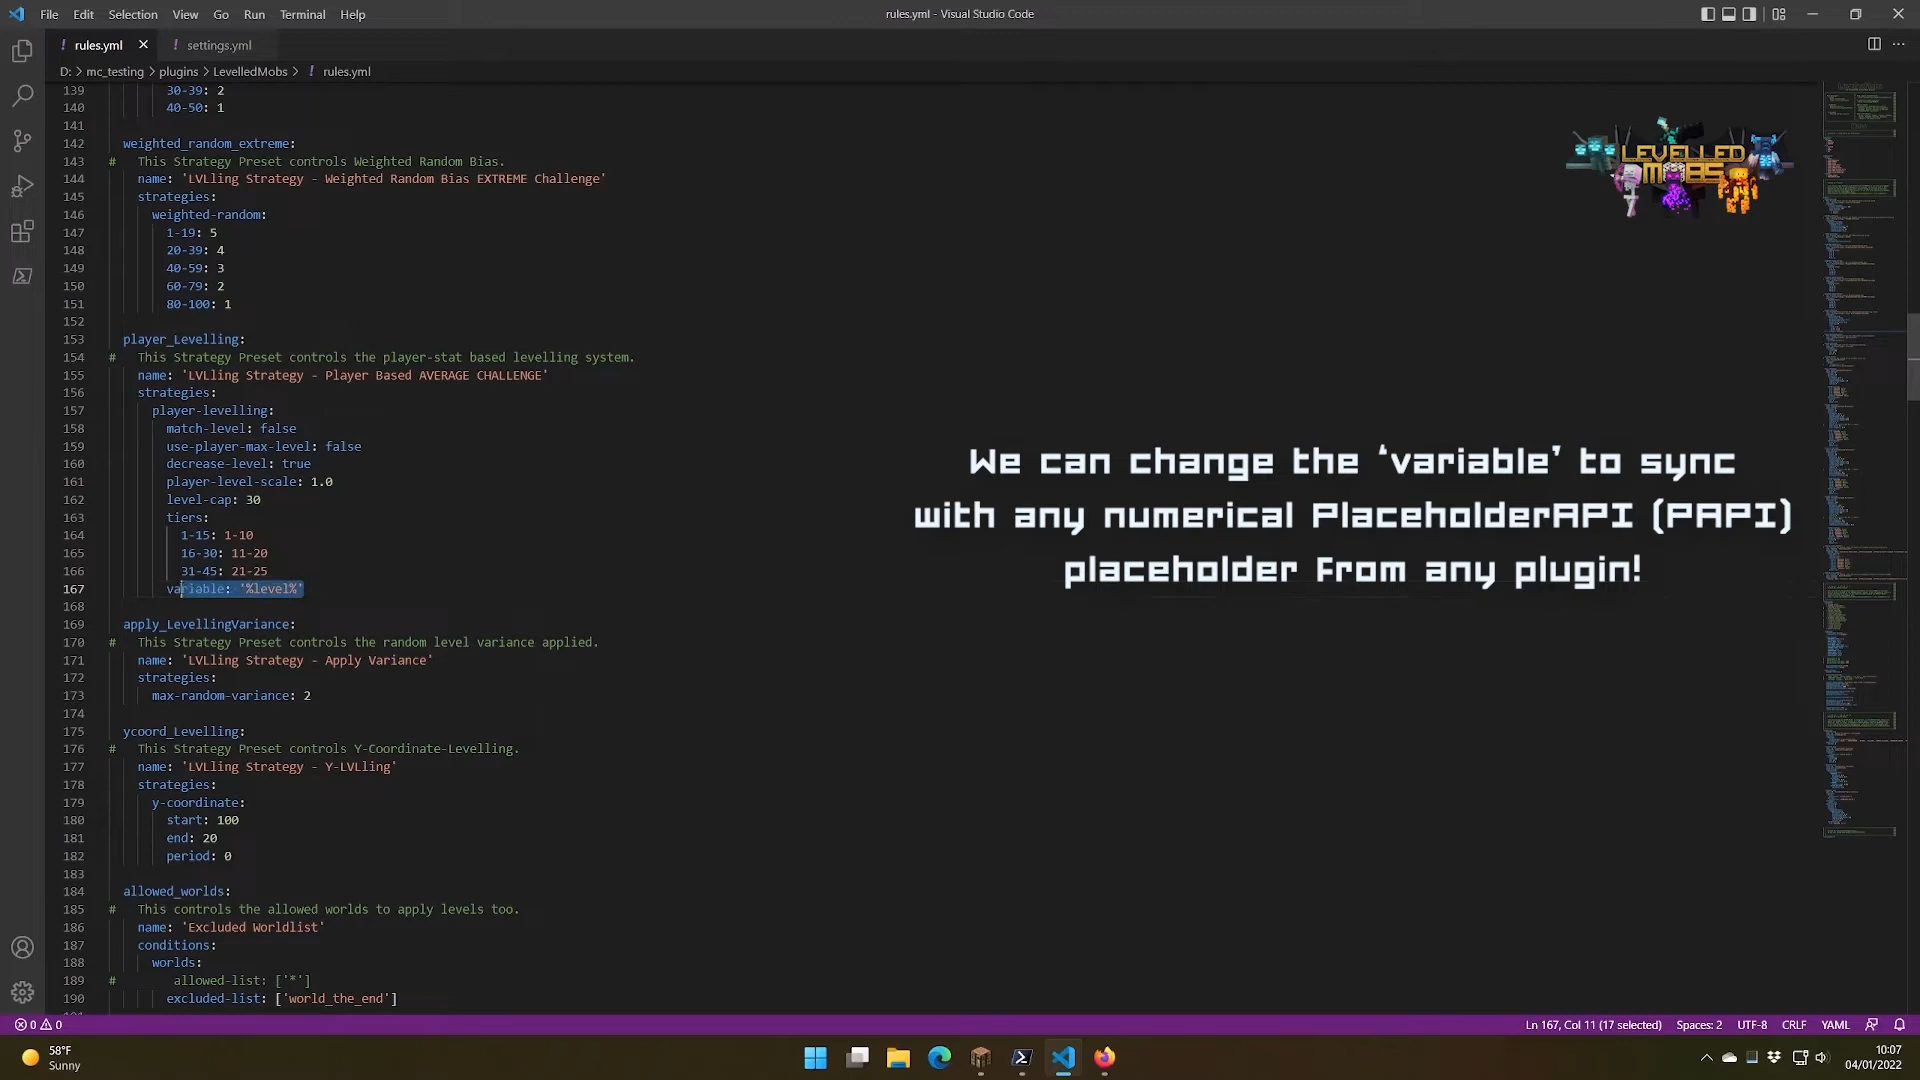 File Edit Selection View Go Run Terminal Help
rules.yml - Visual Studio Code
! rules.yml
! settings.yml
D: > mc_testing > plugins > LevelledMobs > ! rules.yml
139 30-39: 2
140 40-50: 1
141
142 weighted_random_extreme:
143 # This Strategy Preset controls Weighted Random Bias.
144 name: 'LVLling Strategy - Weighted Random Bias EXTREME Challenge'
145 strategies:
146 weighted-random:
147 1-19: 5
148 20-39: 4
149 40-59: 3
150 60-79: 2
151 80-100: 1
152
153 player_Levelling:
154 # This Strategy Preset controls the player-stat based levelling system.
155 name: 'LVLling Strategy - Player Based AVERAGE CHALLENGE'
156 strategies:
157 player-levelling:
158 match-level: false
159 use-player-max-level: false
160 decrease-level: true
161 player-level-scale: 1.0
162 level-cap: 30
163 tiers:
164 1-15: 1-10
165 16-30: 11-20
166 31-45: 21-25
167 variable: '%level%'
168
169 apply_LevellingVariance:
170 # This Strategy Preset controls the random level variance applied.
171 name: 'LVLling Strategy - Apply Variance'
172 strategies:
173 max-random-variance: 2
174
175 ycoord_Levelling:
176 # This Strategy Preset controls Y-Coordinate-Levelling.
177 name: 'LVLling Strategy - Y-LVLling'
178 strategies:
179 y-coordinate:
180 start: 100
181 end: 20
182 period: 0
183
184 allowed_worlds:
185 # This controls the allowed worlds to apply levels too.
186 name: 'Excluded Worldlist'
187 conditions:
188 worlds:
189 # allowed-list: ['*']
190 excluded-list: ['world_the_end']
LEVELLED
MOBS
We can change the ‘variable’ to sync
with any numerical PlaceholderAPI (PAPI)
placeholder from any plugin!
0 0
Ln 167, Col 11 (17 selected) Spaces: 2 UTF-8 CRLF YAML
58°F
Sunny
10:07
04/01/2022